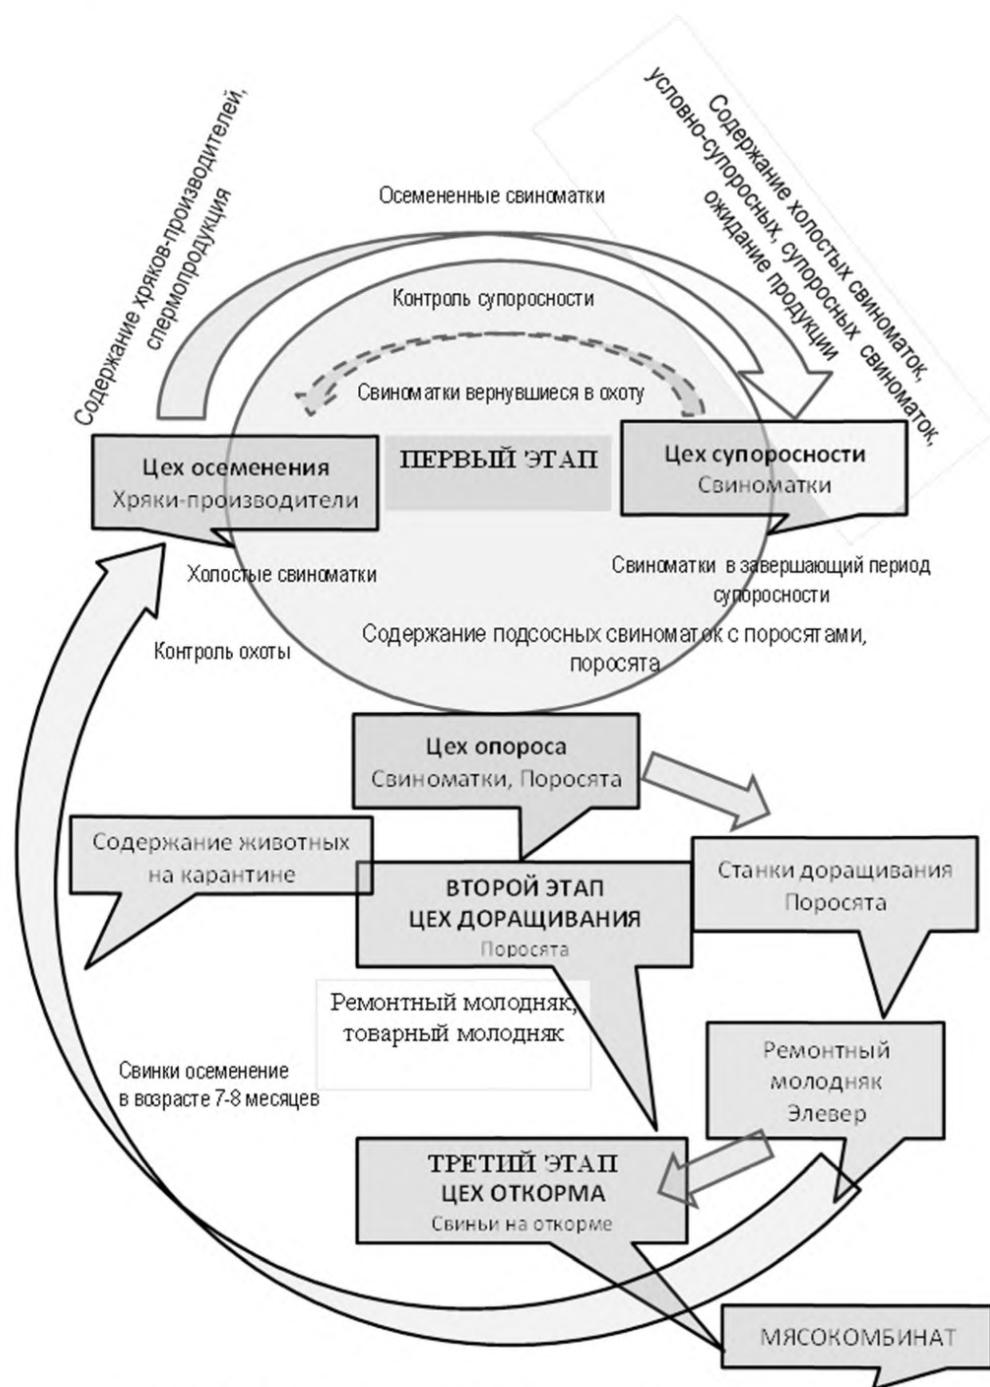 Содержание хряков-производителей,
спермопродукция
Содержание холостых свиноматок,
условно-супоросных, супоросных свиноматок,
ожидание продукции
Осемененные свиноматки
Контроль супоросности
Свиноматки вернувшиеся в охоту
Цех осеменения
Хряки-производители
ПЕРВЫЙ ЭТАП
Цех супоросности
Свиноматки
Холостые свиноматки
Свиноматки в завершающий период
супоросности
Контроль охоты
Содержание подсосных свиноматок с поросятами,
поросята
Цех опороса
Свиноматки, Поросята
Содержание животных
на карантине
ВТОРОЙ ЭТАП
ЦЕХ ДОРАЩИВАНИЯ
Поросята
Станки доращивания
Поросята
Ремонтный молодняк,
товарный молодняк
Ремонтный
молодняк
Элевер
Свинки осеменение
в возрасте 7-8 месяцев
ТРЕТИЙ ЭТАП
ЦЕХ ОТКОРМА
Свиньи на откорме
МЯСОКОМБИНАТ